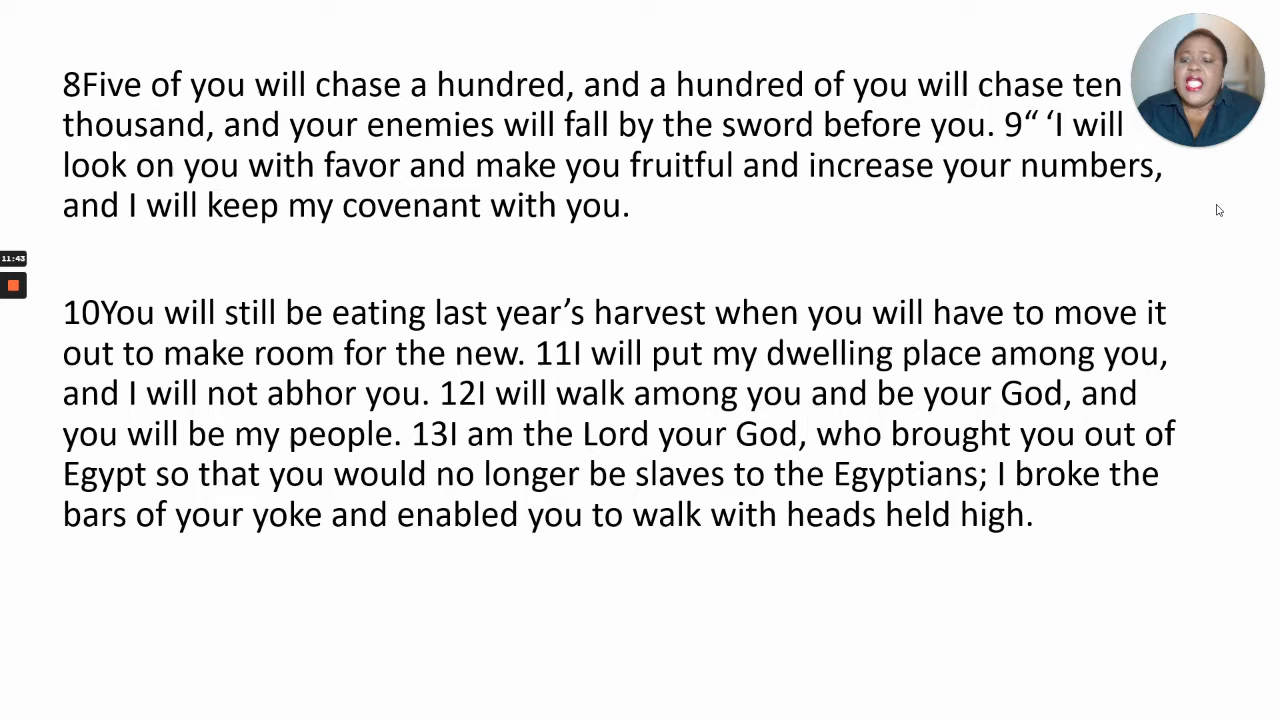 8Five of you will chase a hundred, and a hundred of you will chase ten
thousand, and your enemies will fall by the sword before you. 9“ ‘I will
look on you with favor and make you fruitful and increase your numbers,
and I will keep my covenant with you.
11:43
10You will still be eating last year’s harvest when you will have to move it
out to make room for the new. 11I will put my dwelling place among you,
and I will not abhor you. 12I will walk among you and be your God, and
you will be my people. 13I am the Lord your God, who brought you out of
Egypt so that you would no longer be slaves to the Egyptians; I broke the
bars of your yoke and enabled you to walk with heads held high.